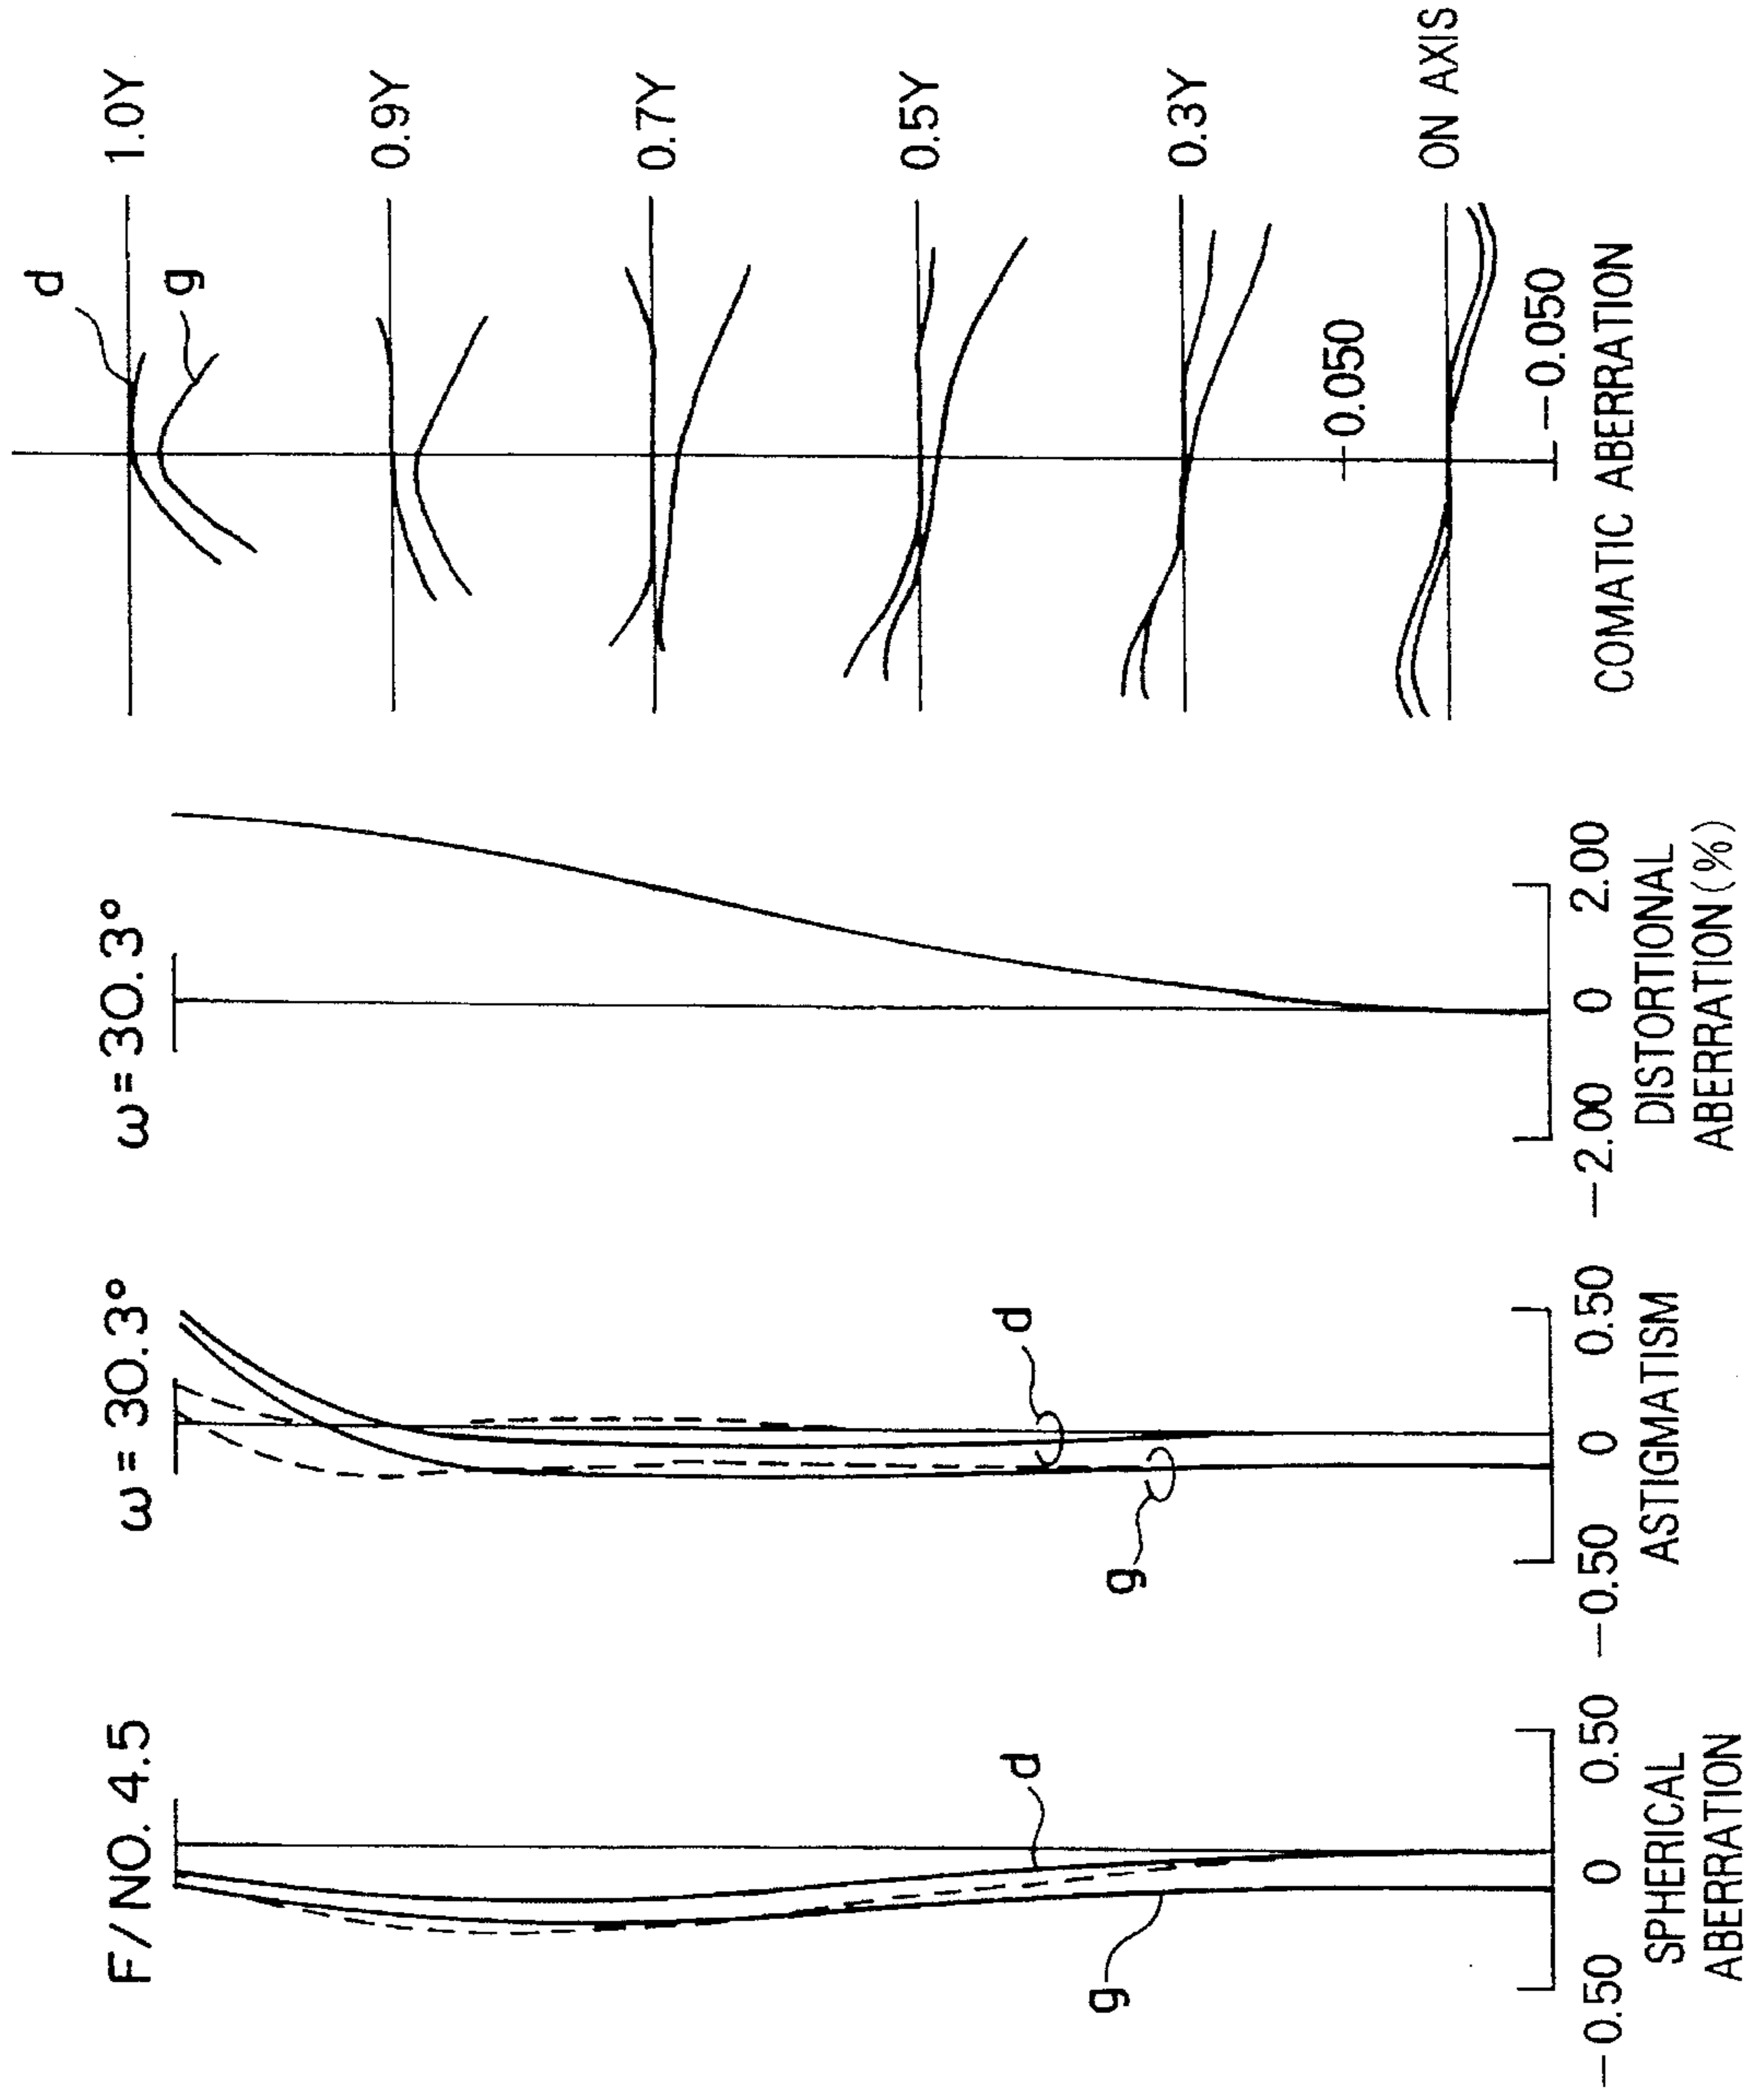 F/NO. 4.5
d
g
-0.50 0 0.50
SPHERICAL
ABERRATION
ω=30.3°
d
g
-0.50 0 0.50
ASTIGMATISM
ω=30.3°
-2.00 0 2.00
DISTORTIONAL
ABERRATION(%)
d
g
1.0Y
0.9Y
0.7Y
0.5Y
0.3Y
0.050
ON AXIS
-0.050
COMATIC ABERRATION